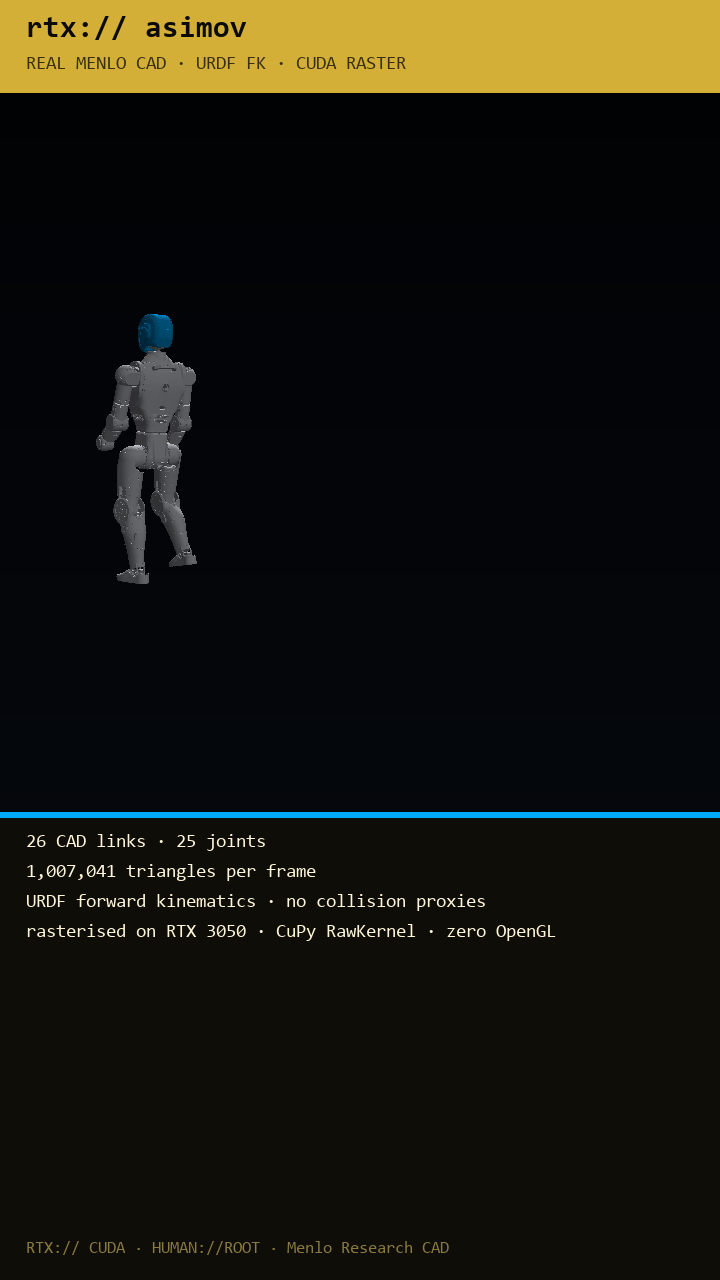 rtx:// asimov
REAL MENLO CAD · URDF FK · CUDA RASTER
26 CAD links · 25 joints
1,007,041 triangles per frame
URDF forward kinematics · no collision proxies
rasterised on RTX 3050 · CuPy RawKernel · zero OpenGL
RTX:// CUDA · HUMAN://ROOT · Menlo Research CAD